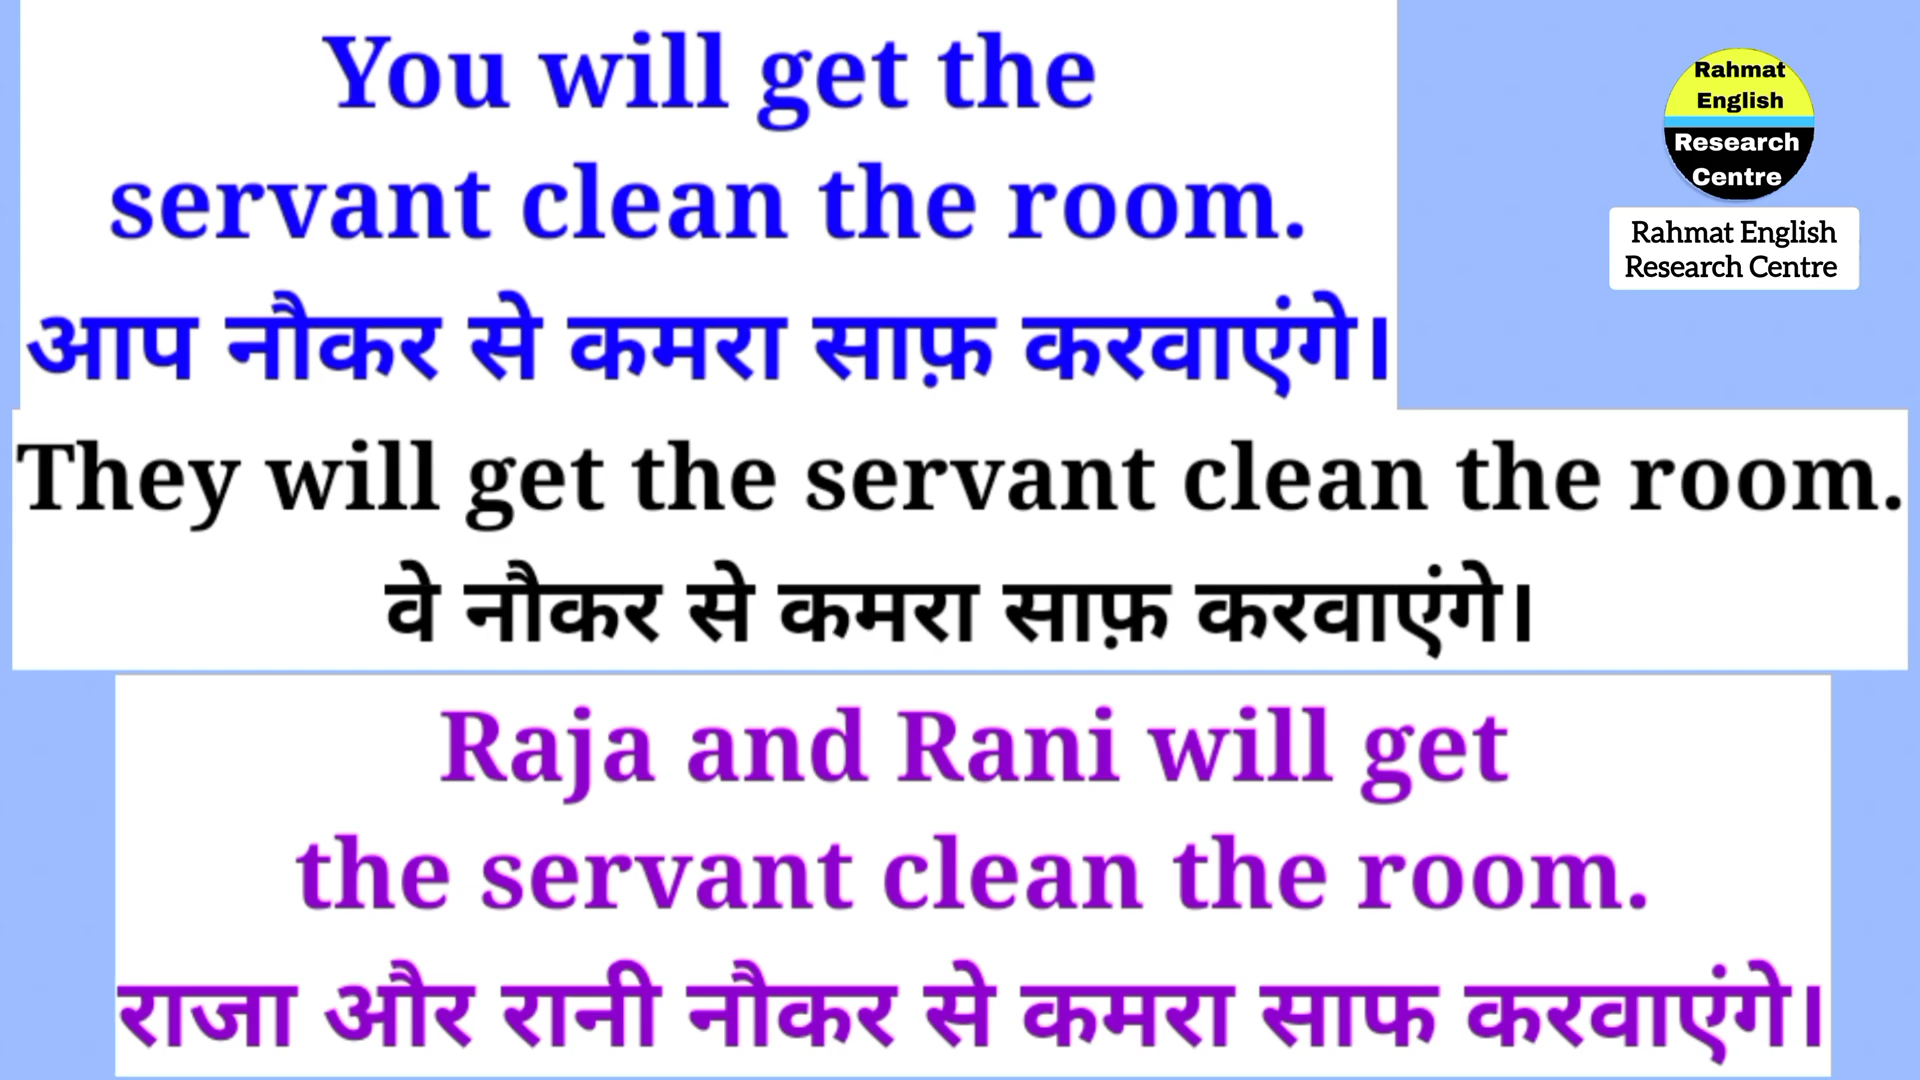 You will get the
servant clean the room.
आप नौकर से कमरा साफ़ करवाएंगे।
Rahmat
English
Research
Centre
Rahmat English
Research Centre
They will get the servant clean the room.
वे नौकर से कमरा साफ़ करवाएंगे।
Raja and Rani will get
the servant clean the room.
राजा और रानी नौकर से कमरा साफ करवाएंगे।